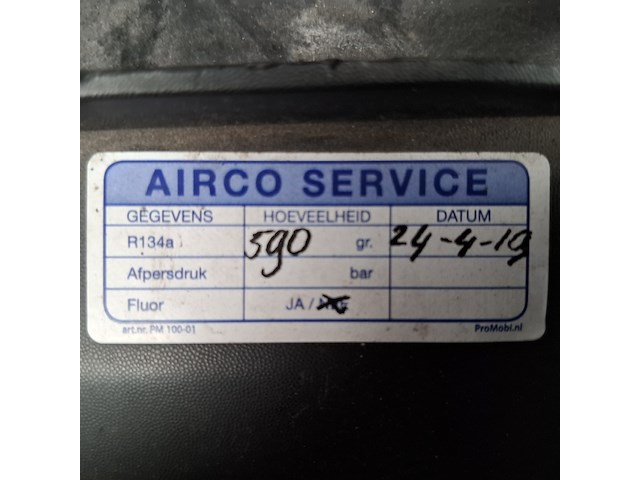 AIRCO SERVICE
GEGEVENS HOEVEELHEID DATUM
R134a 590 gr. 24-4-19
Afpersdruk bar
Fluor JA / NEE
art.nr. PM 100-01 ProMobi.nl